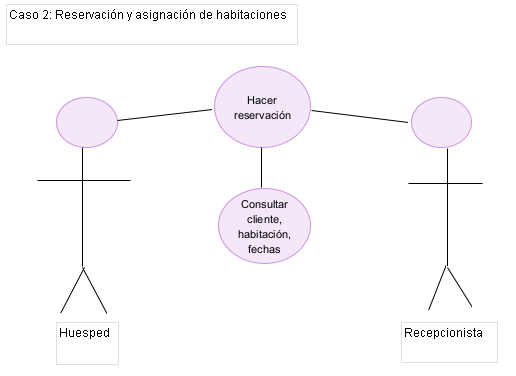 Caso 2: Reservación y asignación de habitaciones
Hacer
reservación
Consultar
cliente,
habitación,
fechas
Huesped
Recepcionista